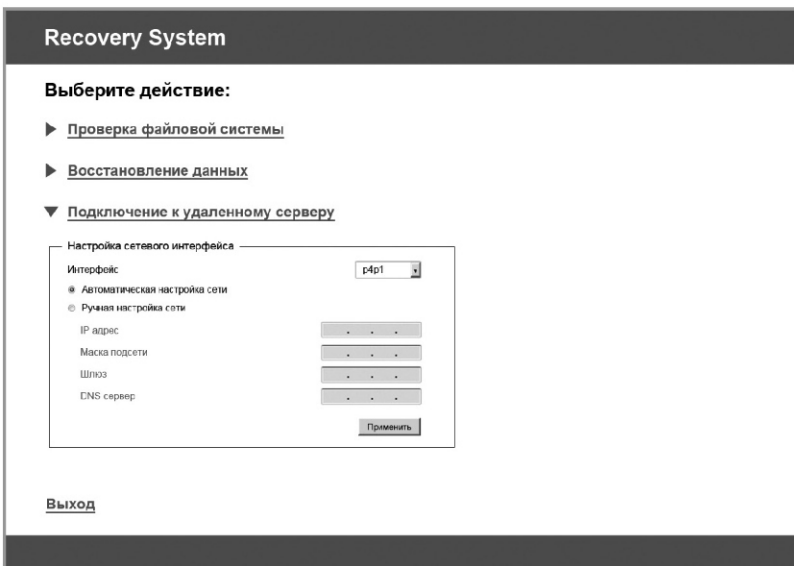 Recovery System
Выберите действие:
Проверка файловой системы
Восстановление данных
Подключение к удаленному серверу
Настройка сетевого интерфейса
Интерфейс p4p1
Автоматическая настройка сети
Ручная настройка сети
IP адрес
Маска подсети
Шлюз
DNS сервер
Применить
Выход